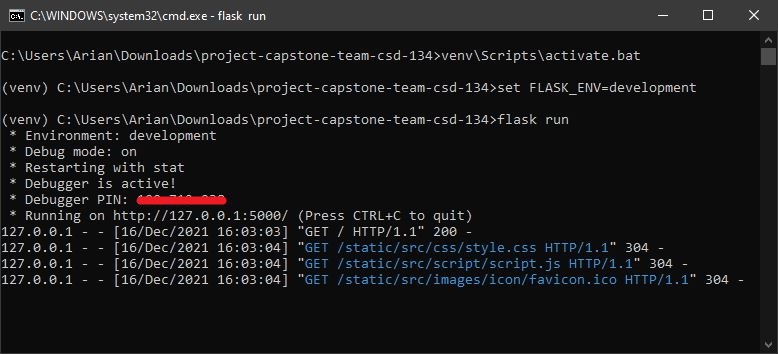 C:\WINDOWS\system32\cmd.exe - flask run
C:\Users\Arian\Downloads\project-capstone-team-csd-134>venv\Scripts\activate.bat
(venv) C:\Users\Arian\Downloads\project-capstone-team-csd-134>set FLASK_ENV=development
(venv) C:\Users\Arian\Downloads\project-capstone-team-csd-134>flask run
* Environment: development
* Debug mode: on
* Restarting with stat
* Debugger is active!
* Debugger PIN:
* Running on http://127.0.0.1:5000/ (Press CTRL+C to quit)
127.0.0.1 - - [16/Dec/2021 16:03:03] "GET / HTTP/1.1" 200 -
127.0.0.1 - - [16/Dec/2021 16:03:04] "GET /static/src/css/style.css HTTP/1.1" 304 -
127.0.0.1 - - [16/Dec/2021 16:03:04] "GET /static/src/script/script.js HTTP/1.1" 304 -
127.0.0.1 - - [16/Dec/2021 16:03:04] "GET /static/src/images/icon/favicon.ico HTTP/1.1" 304 -